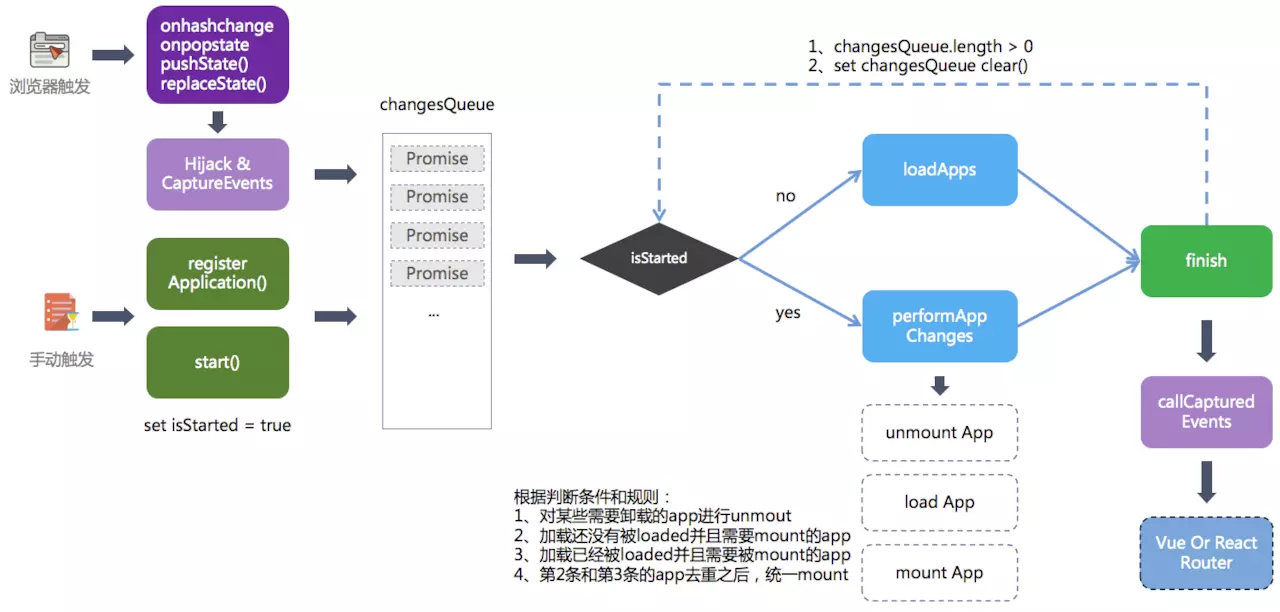 浏览器触发
onhashchange
onpopstate
pushState()
replaceState()
Hijack &
CaptureEvents
手动触发
register
Application()
start()
set isStarted = true
changesQueue
Promise
Promise
Promise
Promise
...
1、changesQueue.length > 0
2、set changesQueue clear()
isStarted
no
yes
loadApps
performApp
Changes
unmount App
load App
mount App
根据判断条件和规则：
1、对某些需要卸载的app进行unmout
2、加载还没有被loaded并且需要mount的app
3、加载已经被loaded并且需要被mount的app
4、第2条和第3条的app去重之后，统一mount
finish
callCaptured
Events
Vue Or React
Router